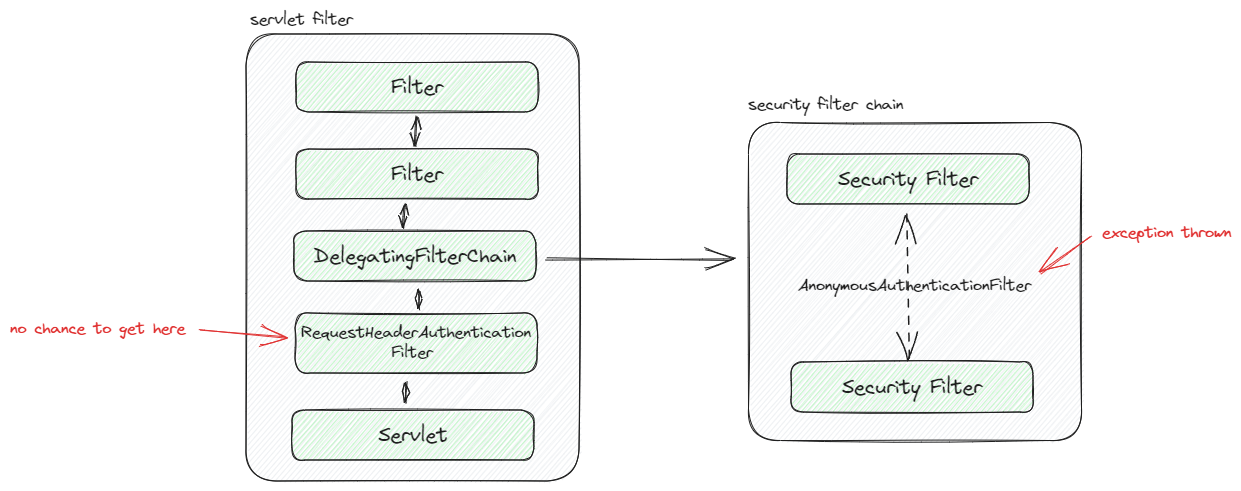 servlet filter
Filter
Filter
DelegatingFilterChain
no chance to get here
RequestHeaderAuthentication
Filter
Servlet
security filter chain
Security Filter
exception thrown
AnonymousAuthenticationFilter
Security Filter